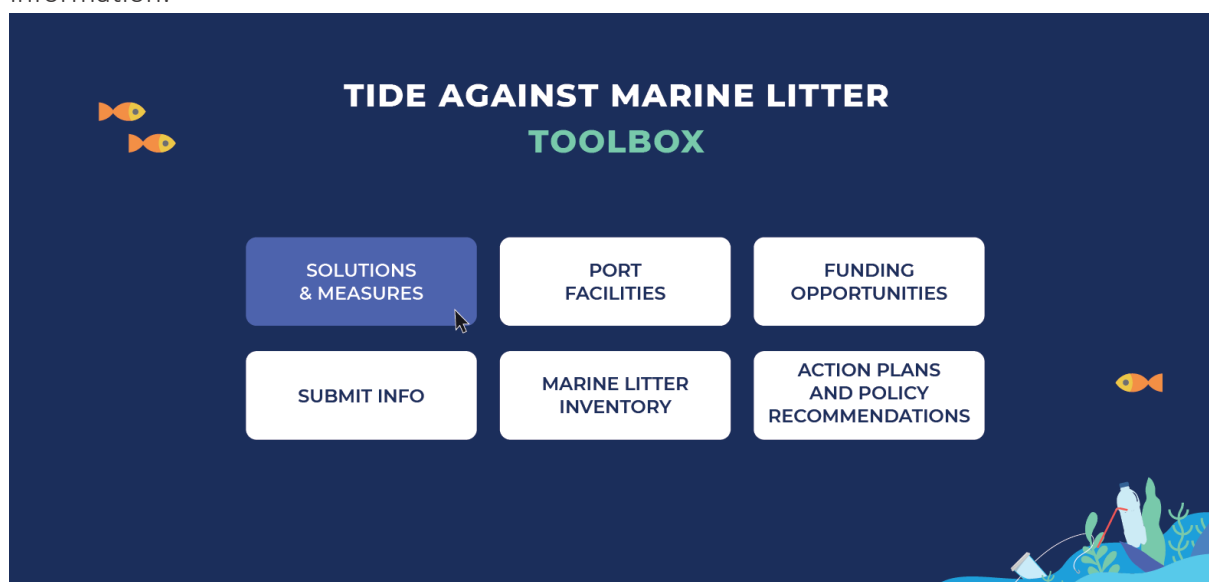 information.
TIDE AGAINST MARINE LITTER
TOOLBOX
SOLUTIONS
& MEASURES
PORT
FACILITIES
FUNDING
OPPORTUNITIES
SUBMIT INFO
MARINE LITTER
INVENTORY
ACTION PLANS
AND POLICY
RECOMMENDATIONS